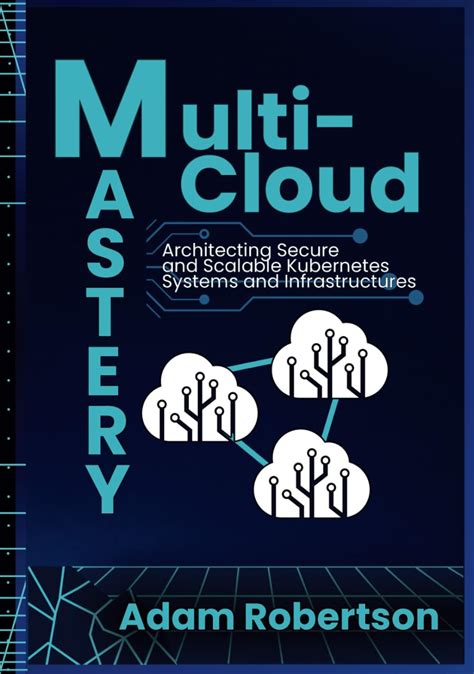 Multi-
Cloud
MASTERY
Architecting Secure
and Scalable Kubernetes
Systems and Infrastructures
Adam Robertson